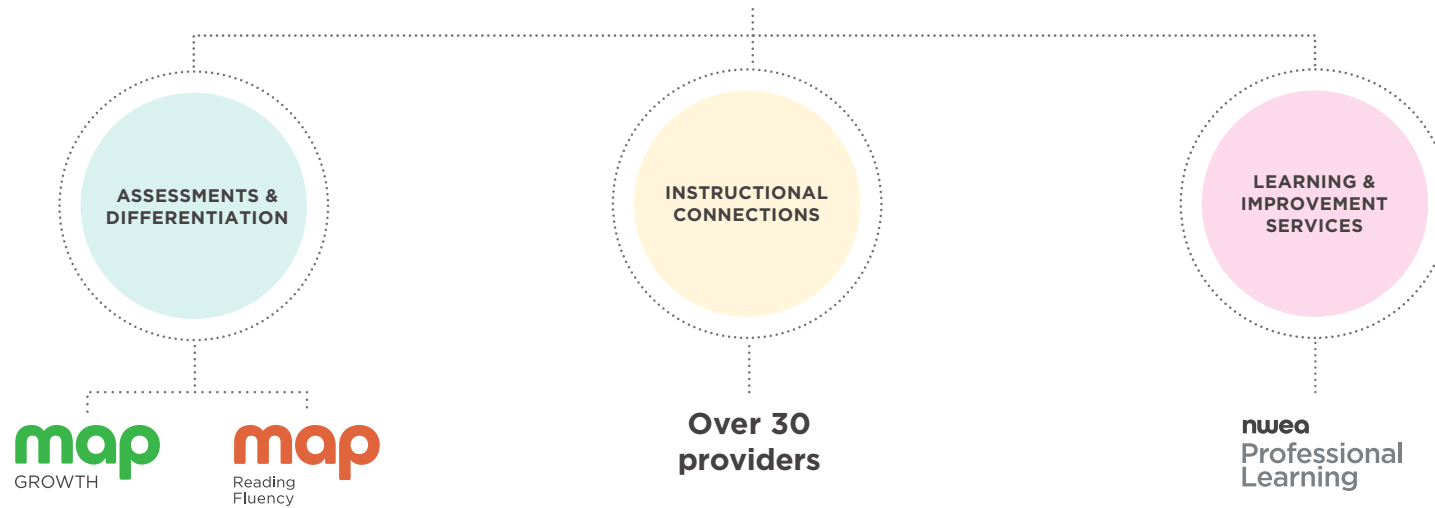 ASSESSMENTS &
DIFFERENTIATION
INSTRUCTIONAL
CONNECTIONS
LEARNING &
IMPROVEMENT
SERVICES
map
GROWTH
map
Reading
Fluency
Over 30
providers
nwea
Professional
Learning